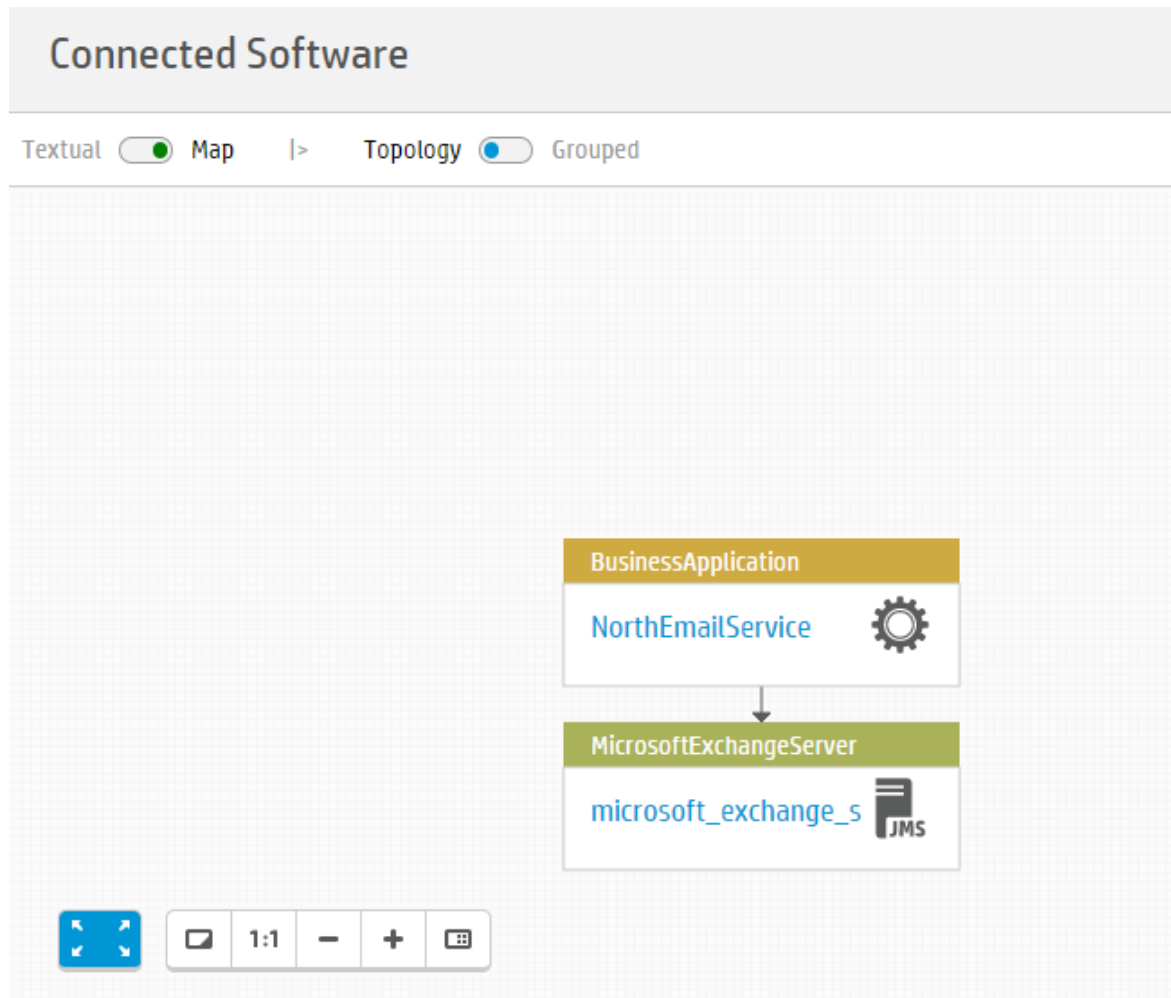 Connected Software
Textual Map |> Topology Grouped
BusinessApplication
NorthEmailService
MicrosoftExchangeServer
microsoft_exchange_s
JMS
1:1 − +